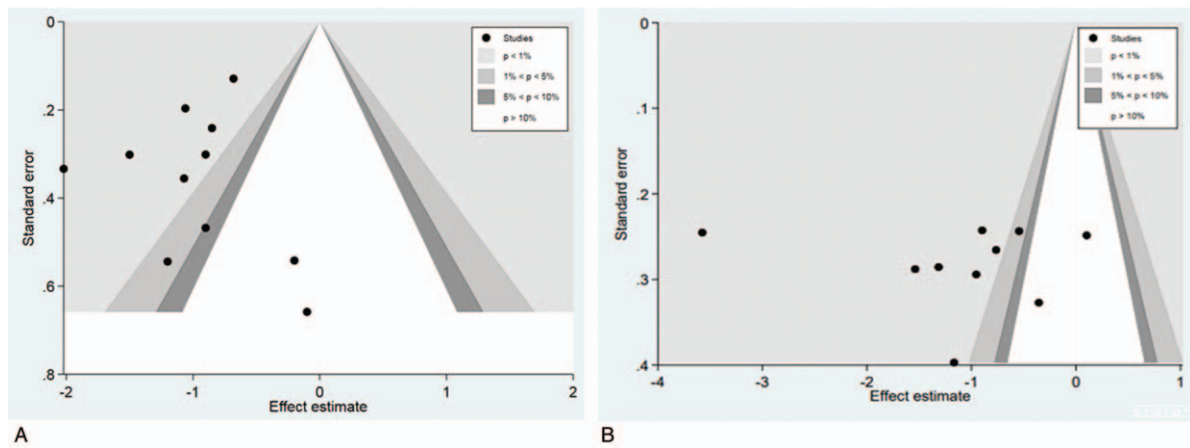 0
.2
.4
.6
.8
Standard error
-2
-1
0
1
2
Effect estimate
Studies
p < 1%
1% < p < 5%
5% < p < 10%
p > 10%
A
0
.1
.2
.3
.4
Standard error
-4
-3
-2
-1
0
1
Effect estimate
Studies
p < 1%
1% < p < 5%
5% < p < 10%
p > 10%
B